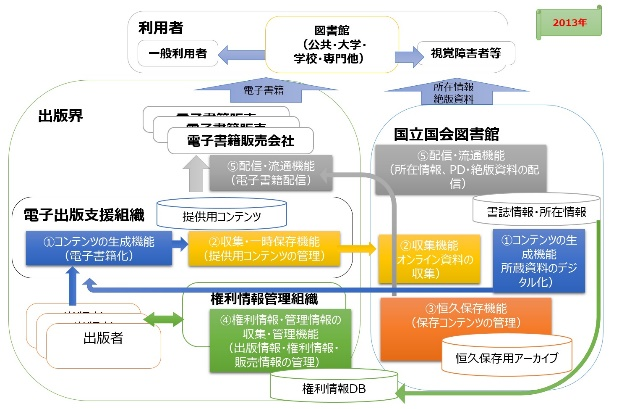 2013年
利用者
一般利用者
図書館
（公共・大学・
学校・専門他）
視覚障害者等
電子書籍
所在情報
絶版資料
出版界
電子書籍販売
電子書籍販売
電子書籍販売会社
国立国会図書館
⑤配信・流通機能
（電子書籍配信）
⑤配信・流通機能
（所在情報、PD・絶版資料の配
信）
電子出版支援組織
提供用コンテンツ
書誌情報・所在情報
①コンテンツの生成機能
（電子書籍化）
②収集・一時保存機能
（提供用コンテンツの管理）
②収集機能
オンライン資料の
収集）
①コンテンツの生
成機能
所蔵資料のデジ
タル化）
権利情報管理組織
③恒久保存機能
（保存コンテンツの管理）
出版者
④権利情報・管理情報の
収集・管理機能
（出版情報・権利情報・
販売情報の管理）
恒久保存用アーカイブ
権利情報DB